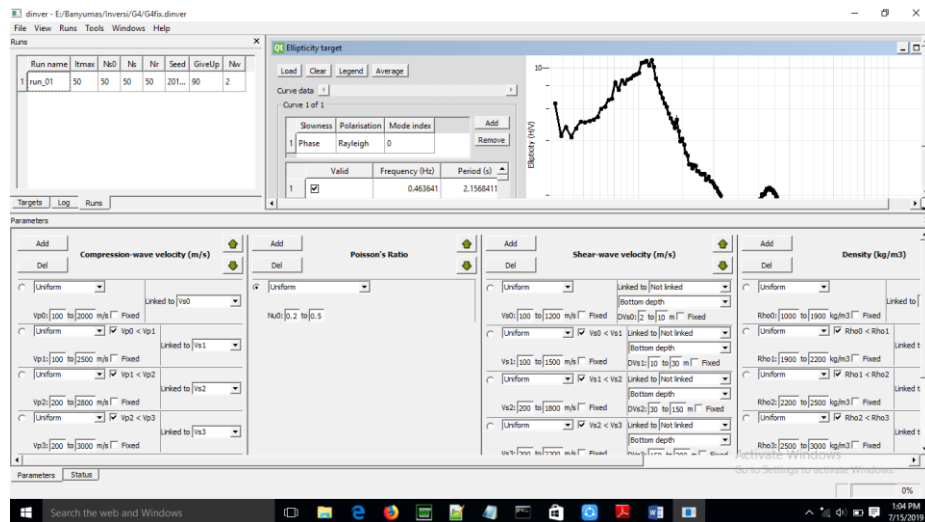 dinver - E:/Banyumas/Inversi/G4/G4fix.dinver
File View Runs Tools Windows Help
Runs
Run name Itmax Ns0 Ns Nr Seed GiveUp Nw
1 run_01 50 50 50 50 201... 90 2
Targets Log Runs
Qt Ellipticity target
Load Clear Legend Average
Curve data
Curve 1 of 1
Slowness Polarisation Mode index
1 Phase Rayleigh 0
Add
Remove
Valid Frequency (Hz) Period (s)
1 0.463641 2.1568411
10
Ellipticity (H/V)
Parameters
Add
Del
Compression-wave velocity (m/s)
Uniform
Linked to Vs0
Vp0: 100 to 2000 m/s Fixed
Uniform Vp0 < Vp1
Linked to Vs1
Vp1: 100 to 2500 m/s Fixed
Uniform Vp1 < Vp2
Linked to Vs2
Vp2: 200 to 2800 m/s Fixed
Uniform Vp2 < Vp3
Linked to Vs3
Vp3: 200 to 3000 m/s Fixed
Add
Del
Poisson's Ratio
Uniform
Nu0: 0.2 to 0.5
Add
Del
Shear-wave velocity (m/s)
Uniform Linked to Not linked
Bottom depth
Vs0: 100 to 1200 m/s Fixed DVs0: 2 to 10 m Fixed
Uniform Vs0 < Vs1 Linked to Not linked
Bottom depth
Vs1: 100 to 1500 m/s Fixed DVs1: 10 to 30 m Fixed
Uniform Vs1 < Vs2 Linked to Not linked
Bottom depth
Vs2: 200 to 1800 m/s Fixed DVs2: 30 to 150 m Fixed
Uniform Vs2 < Vs3 Linked to Not linked
Bottom depth
Add
Del
Density (kg/m3)
Uniform
Linked to
Rho0: 1000 to 1900 kg/m3 Fixed
Uniform Rho0 < Rho1
Linked t
Rho1: 1900 to 2200 kg/m3 Fixed
Uniform Rho1 < Rho2
Linked t
Rho2: 2200 to 2500 kg/m3 Fixed
Uniform Rho2 < Rho3
Linked t
Rho3: 2500 to 3000 kg/m3 Fixed
Activate Windows
Go to Settings to activate Windows.
Parameters Status
0%
Search the web and Windows
1:04 PM
7/15/2019